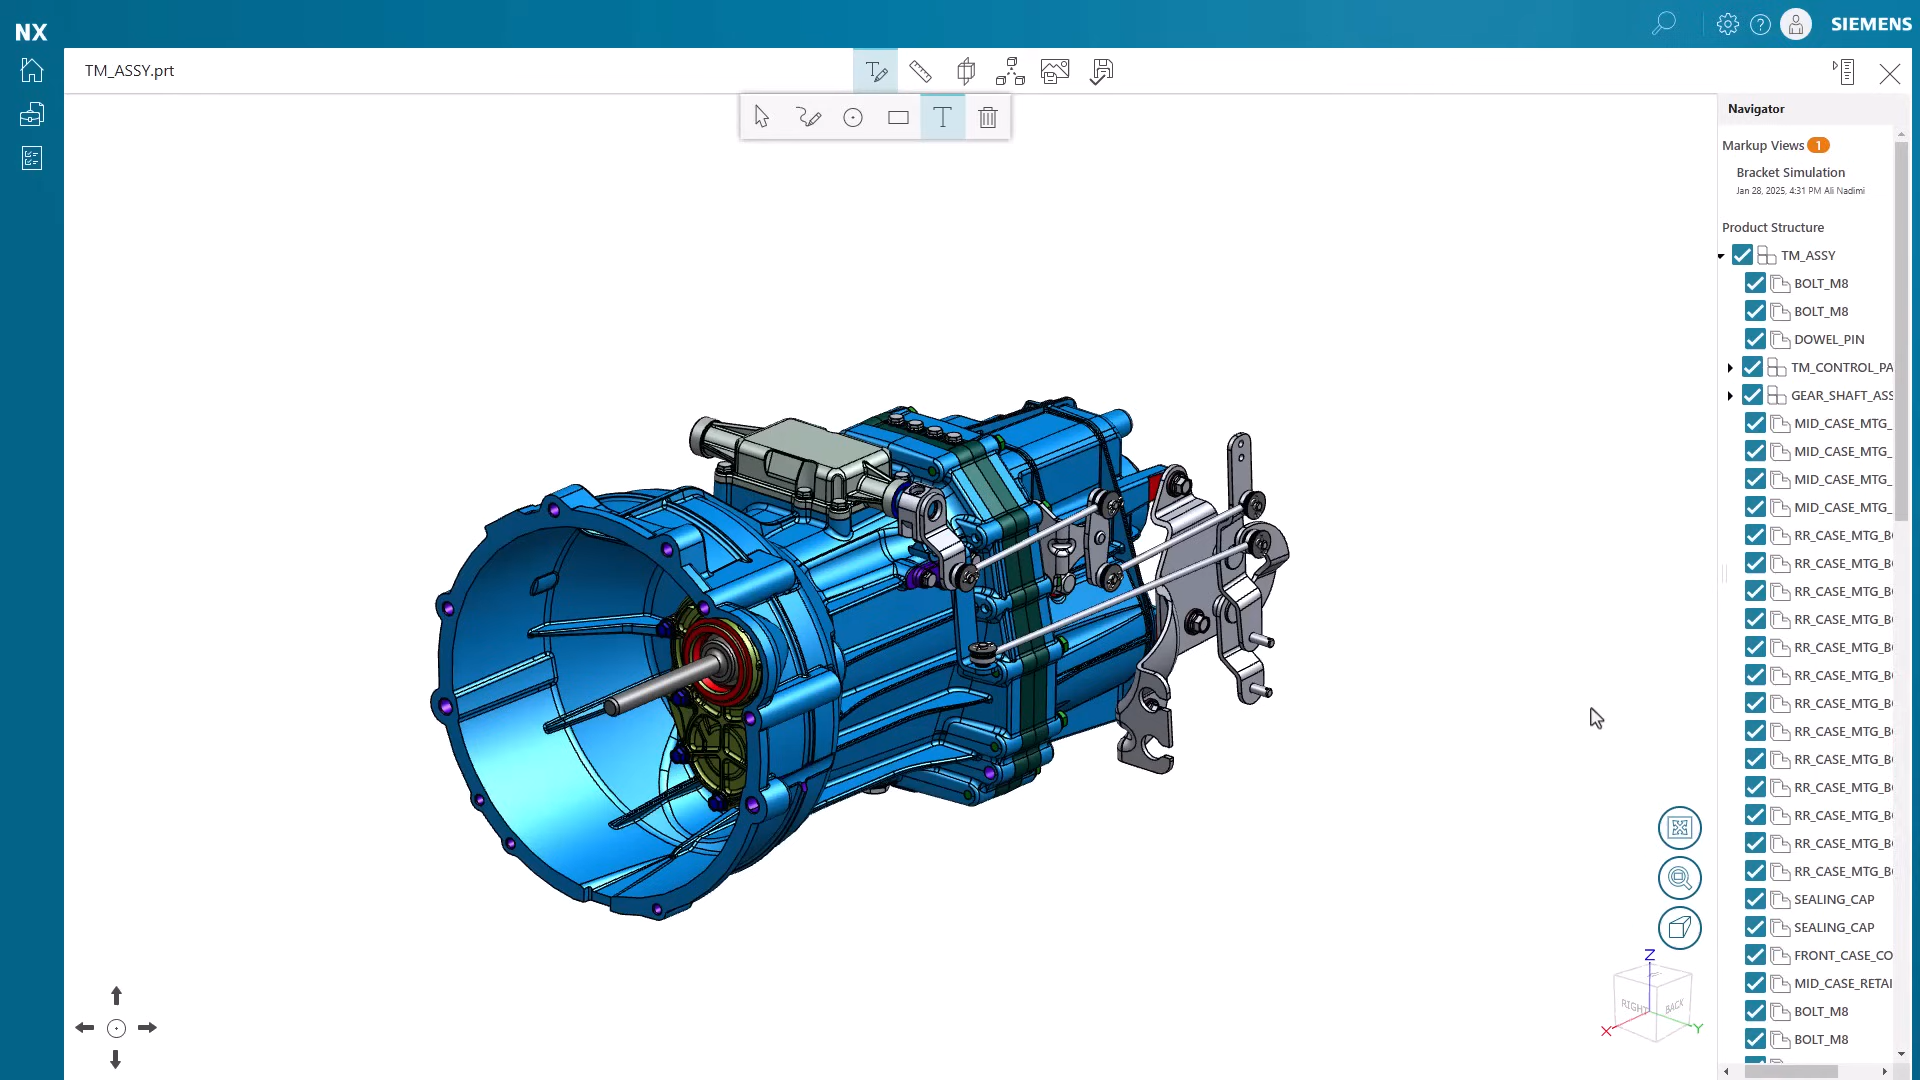 NX
SIEMENS
TM_ASSY.prt
Navigator
Markup Views 1
Bracket Simulation
Jan 28, 2025, 4:31 PM Ali Nadimi
Product Structure
TM_ASSY
BOLT_M8
BOLT_M8
DOWEL_PIN
TM_CONTROL_PA
GEAR_SHAFT_ASS
MID_CASE_MTG_
MID_CASE_MTG_
MID_CASE_MTG_
MID_CASE_MTG_
RR_CASE_MTG_B
RR_CASE_MTG_B
RR_CASE_MTG_B
RR_CASE_MTG_B
RR_CASE_MTG_B
RR_CASE_MTG_B
RR_CASE_MTG_B
RR_CASE_MTG_B
RR_CASE_MTG_B
RR_CASE_MTG_B
RR_CASE_MTG_B
RR_CASE_MTG_B
RR_CASE_MTG_B
SEALING_CAP
SEALING_CAP
FRONT_CASE_CO
MID_CASE_RETAI
BOLT_M8
BOLT_M8
Z
RIGHT
BACK
X
Y